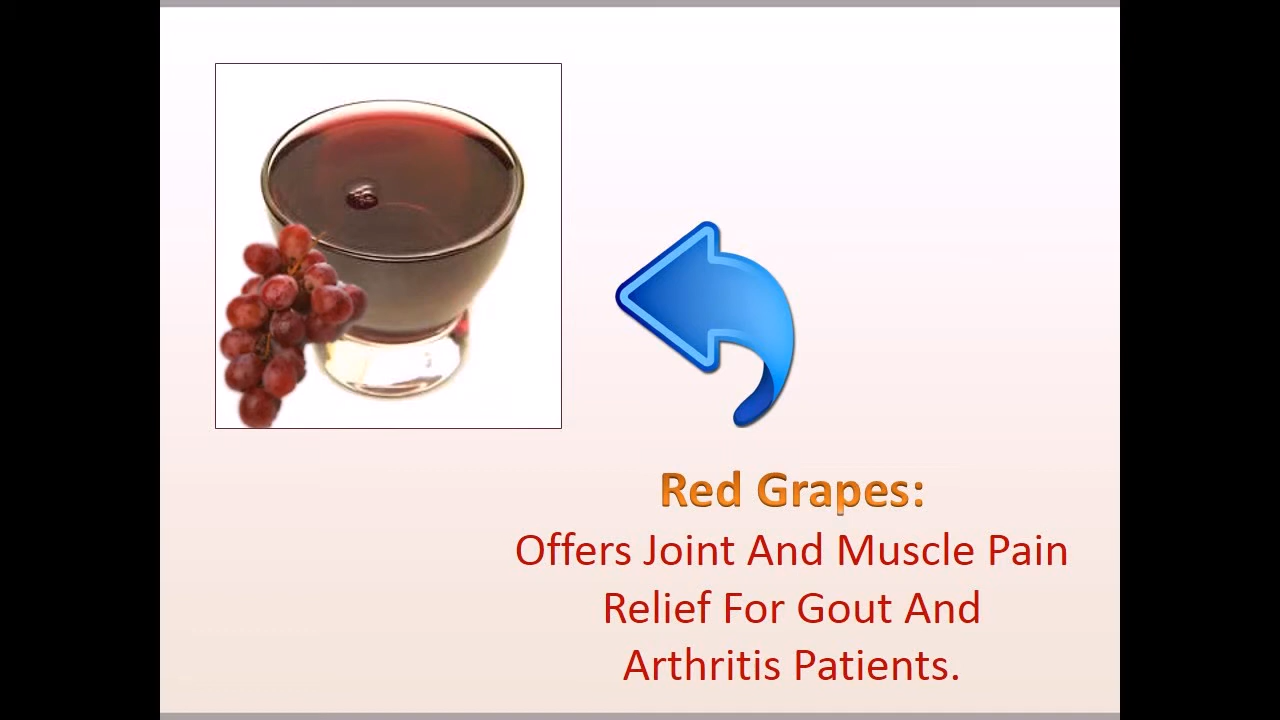 Red Grapes:
Offers Joint And Muscle Pain
Relief For Gout And
Arthritis Patients.